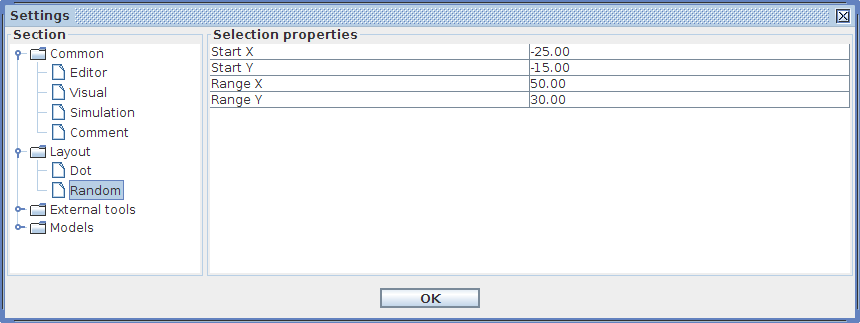 Settings
Section
Common
Editor
Visual
Simulation
Comment
Layout
Dot
Random
External tools
Models
Selection properties
Start X -25.00
Start Y -15.00
Range X 50.00
Range Y 30.00
OK